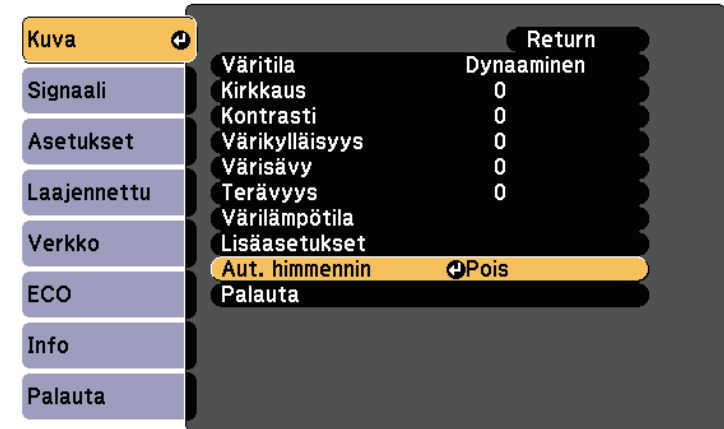 Kuva
Signaali
Asetukset
Laajennettu
Verkko
ECO
Info
Palauta
Return
Väritila Dynaaminen
Kirkkaus 0
Kontrasti 0
Värikylläisyys 0
Värisävy 0
Terävyys 0
Värilämpötila
Lisäasetukset
Aut. himmennin Pois
Palauta